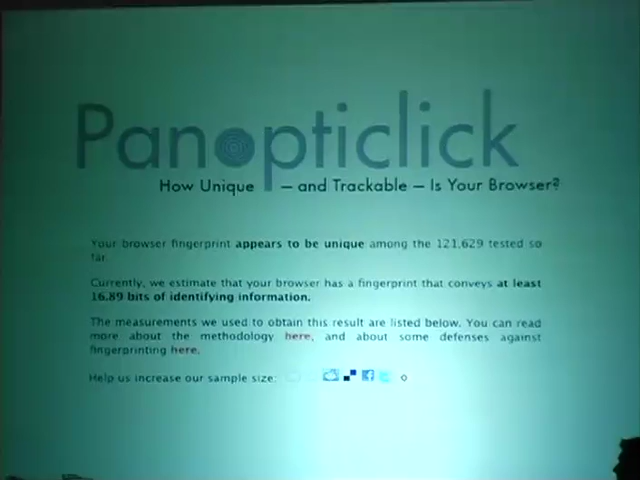 Panopticlick
How Unique — and Trackable — Is Your Browser?
Your browser fingerprint appears to be unique among the 121,629 tested so
far.
Currently, we estimate that your browser has a fingerprint that conveys at least
16.89 bits of identifying information.
The measurements we used to obtain this result are listed below. You can read
more about the methodology here, and about some defenses against
fingerprinting here.
Help us increase our sample size: